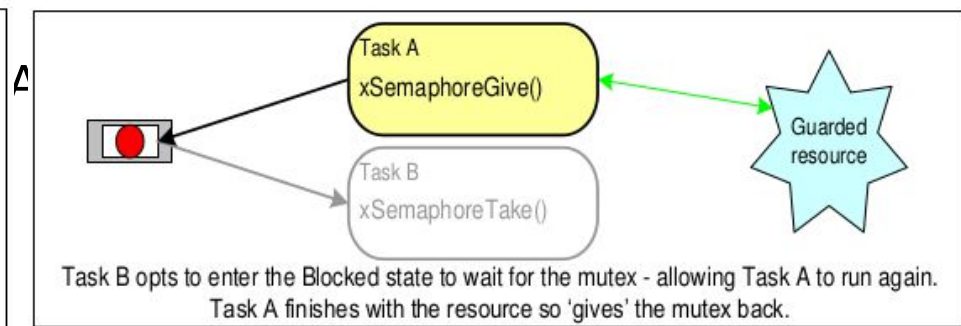 Task A
xSemaphoreGive()
Guarded
resource
Task B
xSemaphoreTake()
Task B opts to enter the Blocked state to wait for the mutex - allowing Task A to run again.
Task A finishes with the resource so ‘gives’ the mutex back.